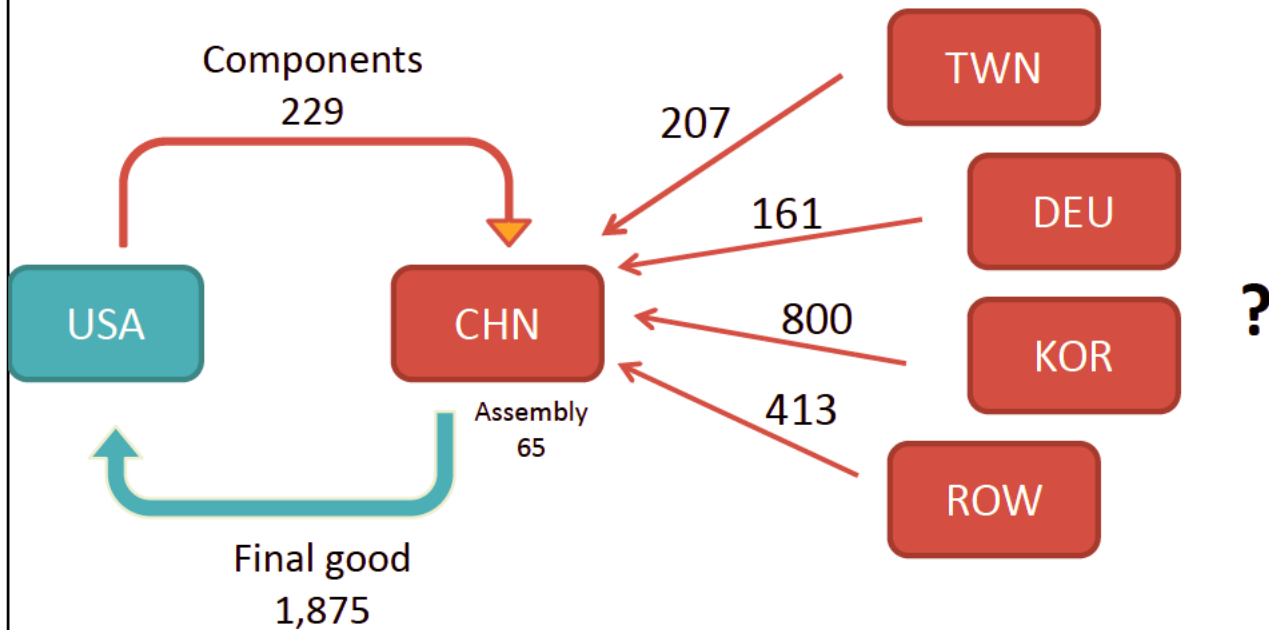 Components
229
TWN
207
DEU
161
USA
CHN
?
800
KOR
Assembly
65
413
ROW
Final good
1,875